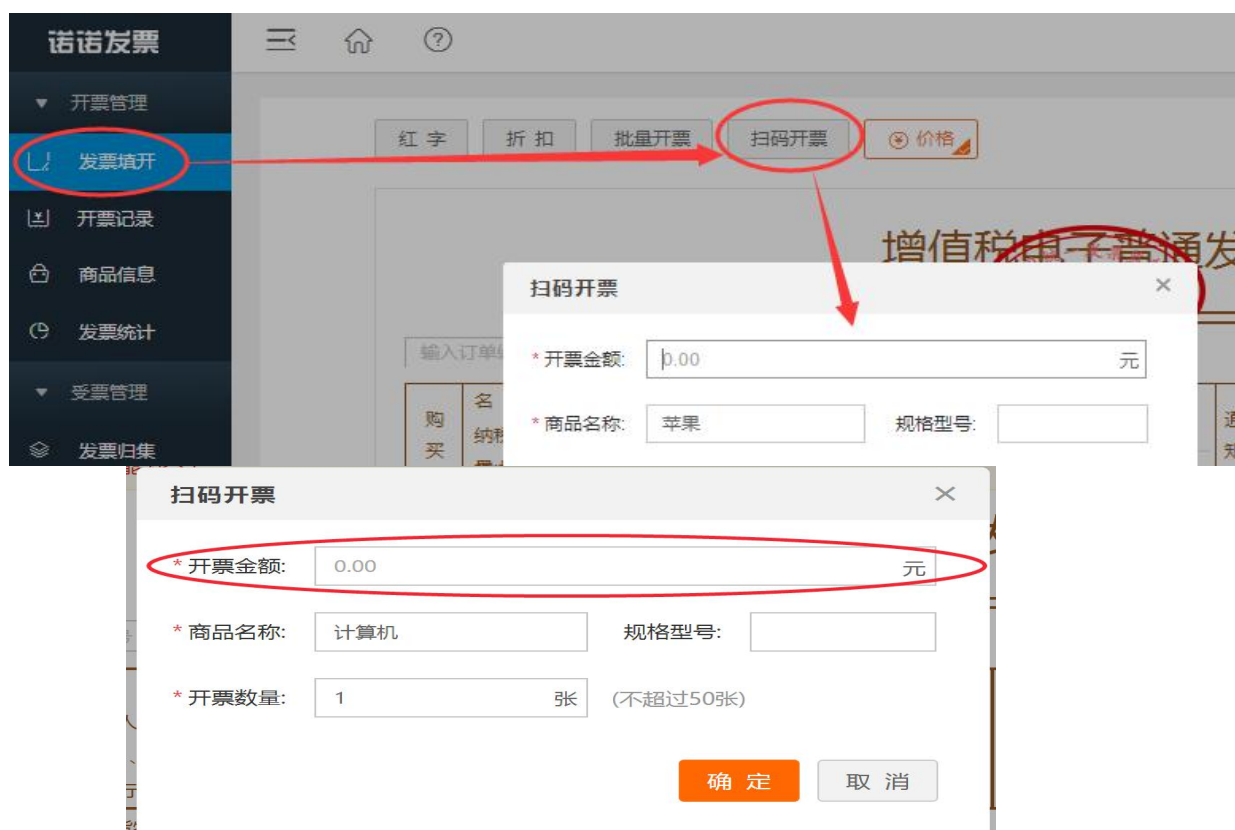 诺诺发票
开票管理
发票填开
开票记录
商品信息
发票统计
受票管理
发票归集
红 字 折 扣 批量开票 扫码开票 价格
增值税电子普通发
扫码开票
输入订单
* 开票金额: 0.00 元
* 商品名称: 苹果 规格型号:
购
买
名
纳税
通
知
扫码开票
* 开票金额: 0.00 元
* 商品名称: 计算机 规格型号:
* 开票数量: 1 张 (不超过50张)
确 定 取 消